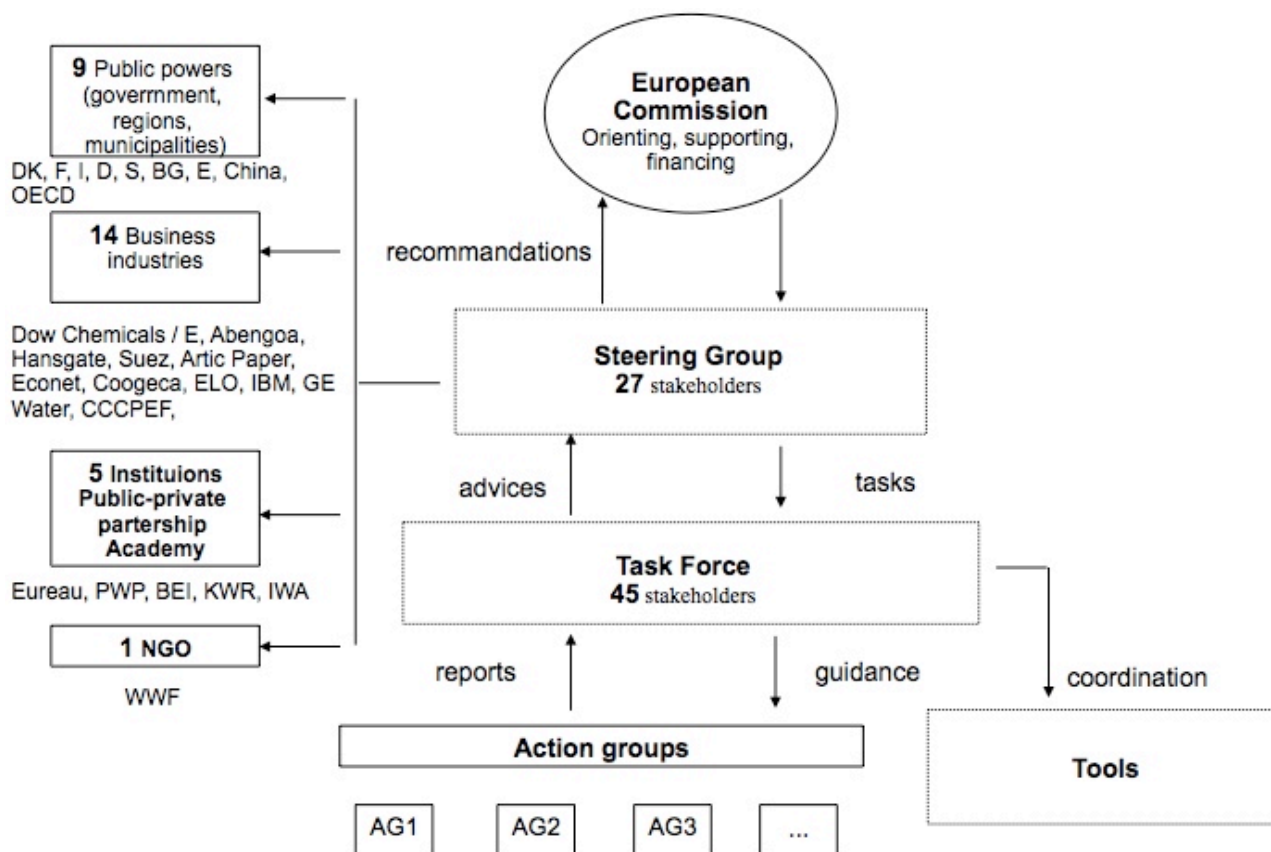 9 Public powers
(goverrnment,
regions,
municipalities)
DK, F, I, D, S, BG, E, China,
OECD
14 Business
industries
Dow Chemicals / E, Abengoa,
Hansgate, Suez, Artic Paper,
Econet, Coogeca, ELO, IBM, GE
Water, CCCPEF,
5 Instituions
Public-private
partership
Academy
Eureau, PWP, BEI, KWR, IWA
1 NGO
WWF
European
Commission
Orienting, supporting,
financing
recommandations
Steering Group
27 stakeholders
advices
tasks
Task Force
45 stakeholders
reports
guidance
coordination
Action groups
Tools
AG1
AG2
AG3
...